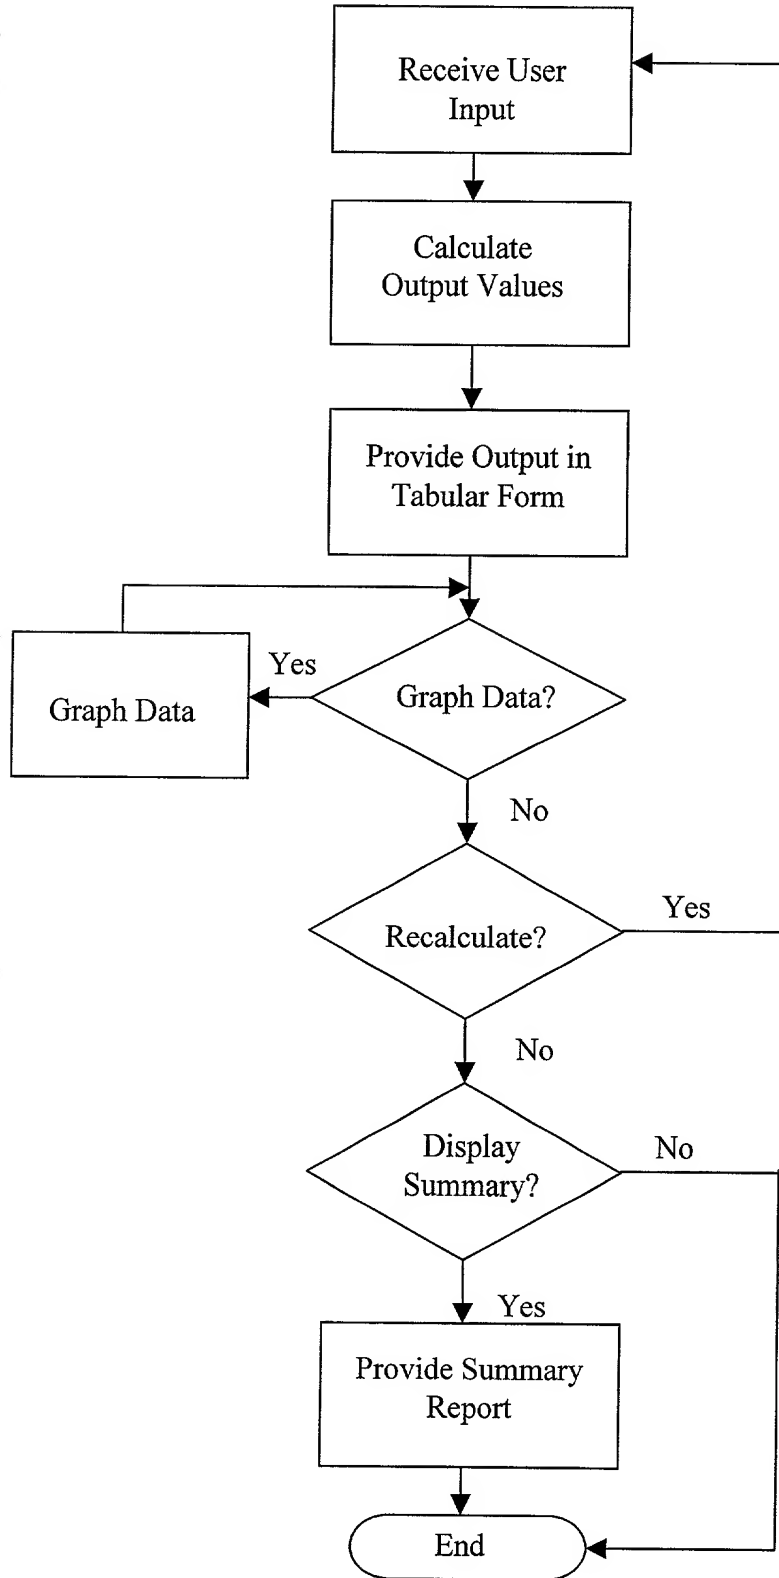 Receive User
Input
Calculate
Output Values
Provide Output in
Tabular Form
Yes
Graph Data
Graph Data?
No
Recalculate?
Yes
No
Display
Summary?
No
Yes
Provide Summary
Report
End